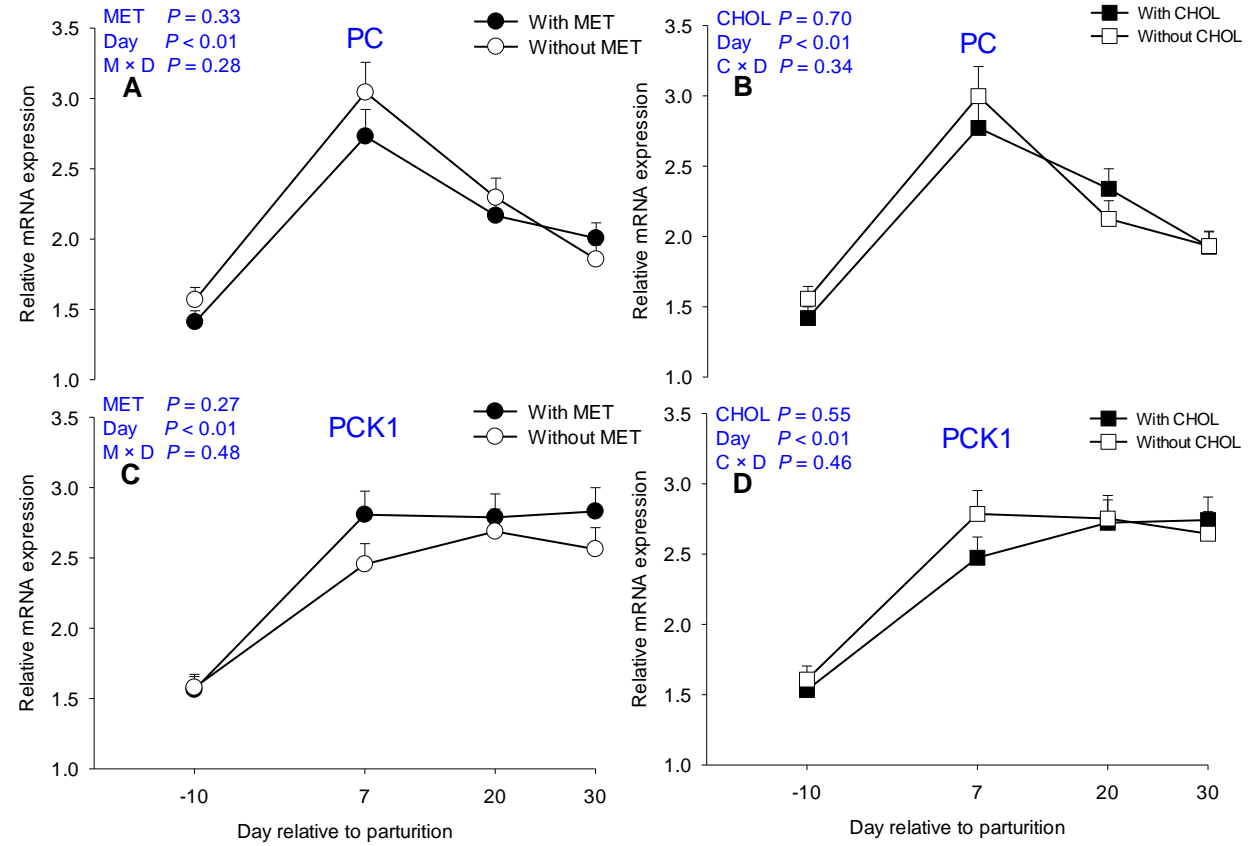 MET P = 0.33
Day P < 0.01
M × D P = 0.28
A
PC
With MET
Without MET
3.5
3.0
2.5
2.0
1.5
1.0
Relative mRNA expression
CHOL P = 0.70
Day P < 0.01
C × D P = 0.34
B
PC
With CHOL
Without CHOL
3.5
3.0
2.5
2.0
1.5
1.0
Relative mRNA expression
MET P = 0.27
Day P < 0.01
M × D P = 0.48
C
PCK1
With MET
Without MET
3.5
3.0
2.5
2.0
1.5
1.0
Relative mRNA expression
-10 7 20 30
Day relative to parturition
CHOL P = 0.55
Day P < 0.01
C × D P = 0.46
D
PCK1
With CHOL
Without CHOL
3.5
3.0
2.5
2.0
1.5
1.0
Relative mRNA expression
-10 7 20 30
Day relative to parturition